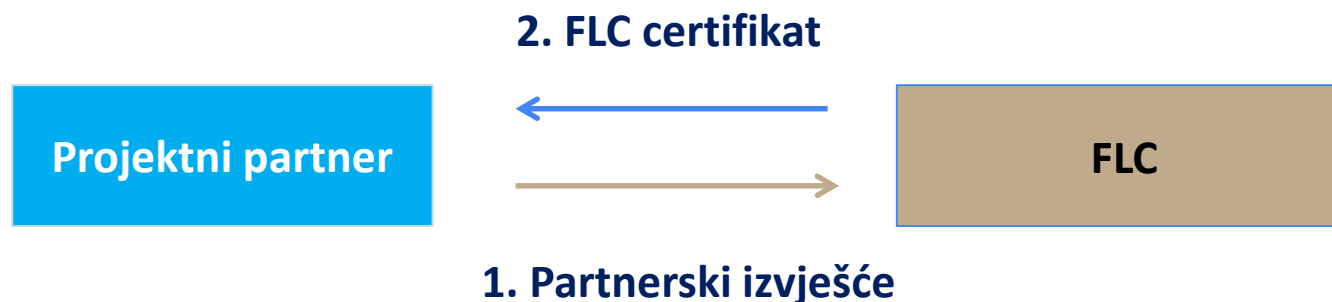 2. FLC certifikat
Projektni partner
FLC
1. Partnerski izvješće